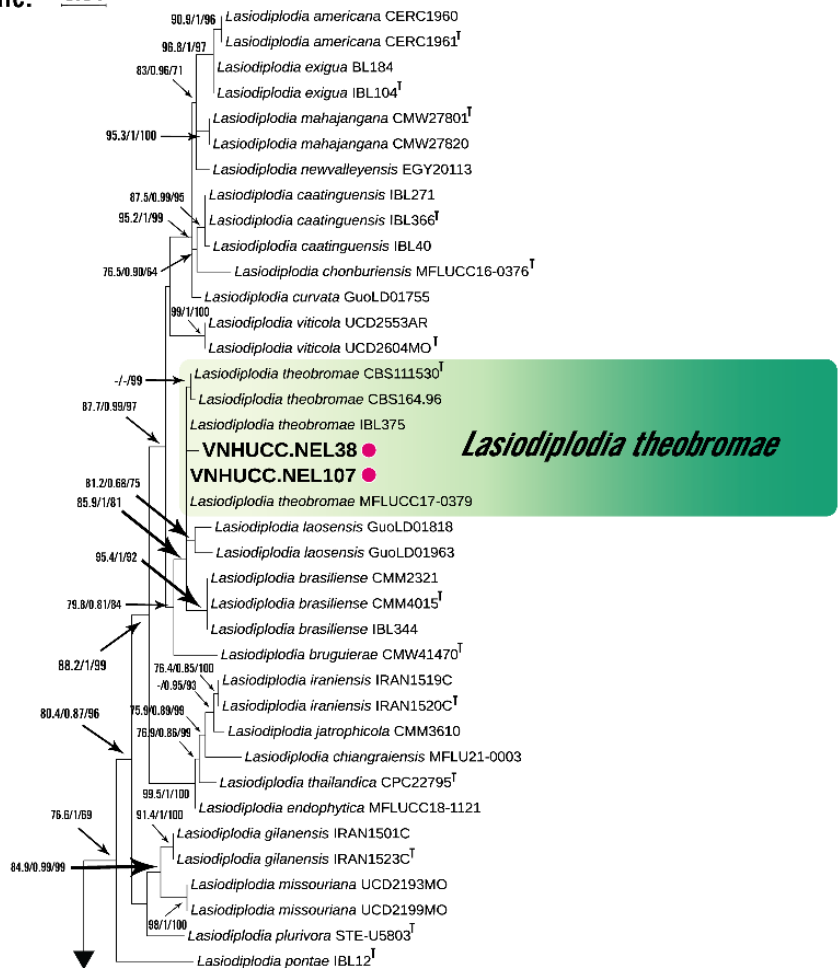 90.9/1/96
Lasiodiplodia americana CERC1960
Lasiodiplodia americana CERC1961T
96.8/1/97
Lasiodiplodia exigua BL184
83/0.96/71
Lasiodiplodia exigua IBL104T
Lasiodiplodia mahajangana CMW27801T
95.3/1/100
Lasiodiplodia mahajangana CMW27820
Lasiodiplodia newvalleyensis EGY20113
87.5/0.99/95
Lasiodiplodia caatinguensis IBL271
95.2/1/99
Lasiodiplodia caatinguensis IBL366T
Lasiodiplodia caatinguensis IBL40
76.5/0.90/64
Lasiodiplodia chonburiensis MFLUCC16-0376T
Lasiodiplodia curvata GuoLD01755
99/1/100
Lasiodiplodia viticola UCD2553AR
Lasiodiplodia viticola UCD2604MOT
Lasiodiplodia theobromae CBS111530T
-/-/99
Lasiodiplodia theobromae CBS164.96
87.7/0.99/97
Lasiodiplodia theobromae IBL375
VNHUCC.NEL38
Lasiodiplodia theobromae
VNHUCC.NEL107
81.2/0.68/75
85.9/1/81
Lasiodiplodia theobromae MFLUCC17-0379
Lasiodiplodia laosensis GuoLD01818
95.4/1/92
Lasiodiplodia laosensis GuoLD01963
Lasiodiplodia brasiliense CMM2321
79.8/0.81/84
Lasiodiplodia brasiliense CMM4015T
Lasiodiplodia brasiliense IBL344
88.2/1/99
Lasiodiplodia bruguierae CMW41470T
76.4/0.85/100
Lasiodiplodia iraniensis IRAN1519C
-/0.95/93
Lasiodiplodia iraniensis IRAN1520CT
80.4/0.87/96
75.9/0.89/99
76.9/0.86/99
Lasiodiplodia jatrophicola CMM3610
Lasiodiplodia chiangraiensis MFLU21-0003
Lasiodiplodia thailandica CPC22795T
99.5/1/100
Lasiodiplodia endophytica MFLUCC18-1121
76.6/1/69
91.4/1/100
Lasiodiplodia gilanensis IRAN1501C
Lasiodiplodia gilanensis IRAN1523CT
84.9/0.99/99
Lasiodiplodia missouriana UCD2193MO
Lasiodiplodia missouriana UCD2199MO
98/1/100
Lasiodiplodia plurivora STE-U5803T
Lasiodiplodia pontae IBL12T